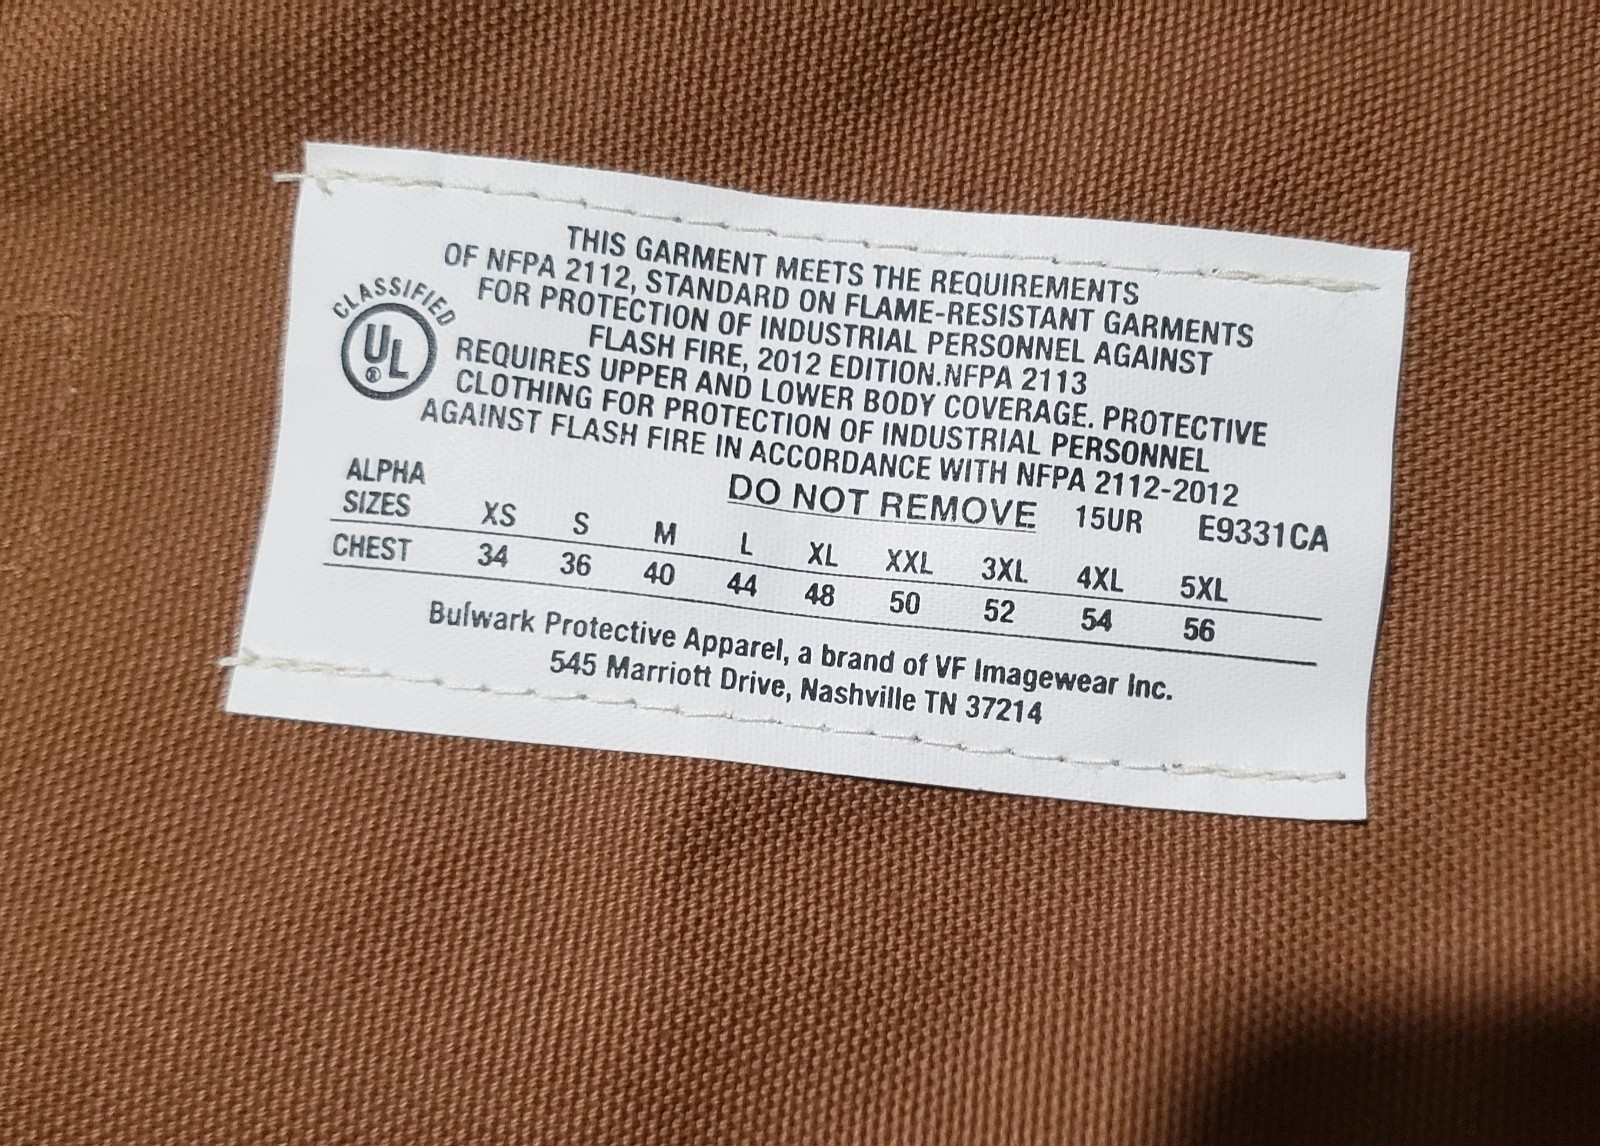 THIS GARMENT MEETS THE REQUIREMENTS
OF NFPA 2112, STANDARD ON FLAME-RESISTANT GARMENTS
FOR PROTECTION OF INDUSTRIAL PERSONNEL AGAINST
FLASH FIRE, 2012 EDITION.NFPA 2113
REQUIRES UPPER AND LOWER BODY COVERAGE. PROTECTIVE
CLOTHING FOR PROTECTION OF INDUSTRIAL PERSONNEL
AGAINST FLASH FIRE IN ACCORDANCE WITH NFPA 2112-2012
CLASSIFIED
UL
®
DO NOT REMOVE 15UR E9331CA
ALPHA
SIZES XS S M L XL XXL 3XL 4XL 5XL
CHEST 34 36 40 44 48 50 52 54 56
Bulwark Protective Apparel, a brand of VF Imagewear Inc.
545 Marriott Drive, Nashville TN 37214